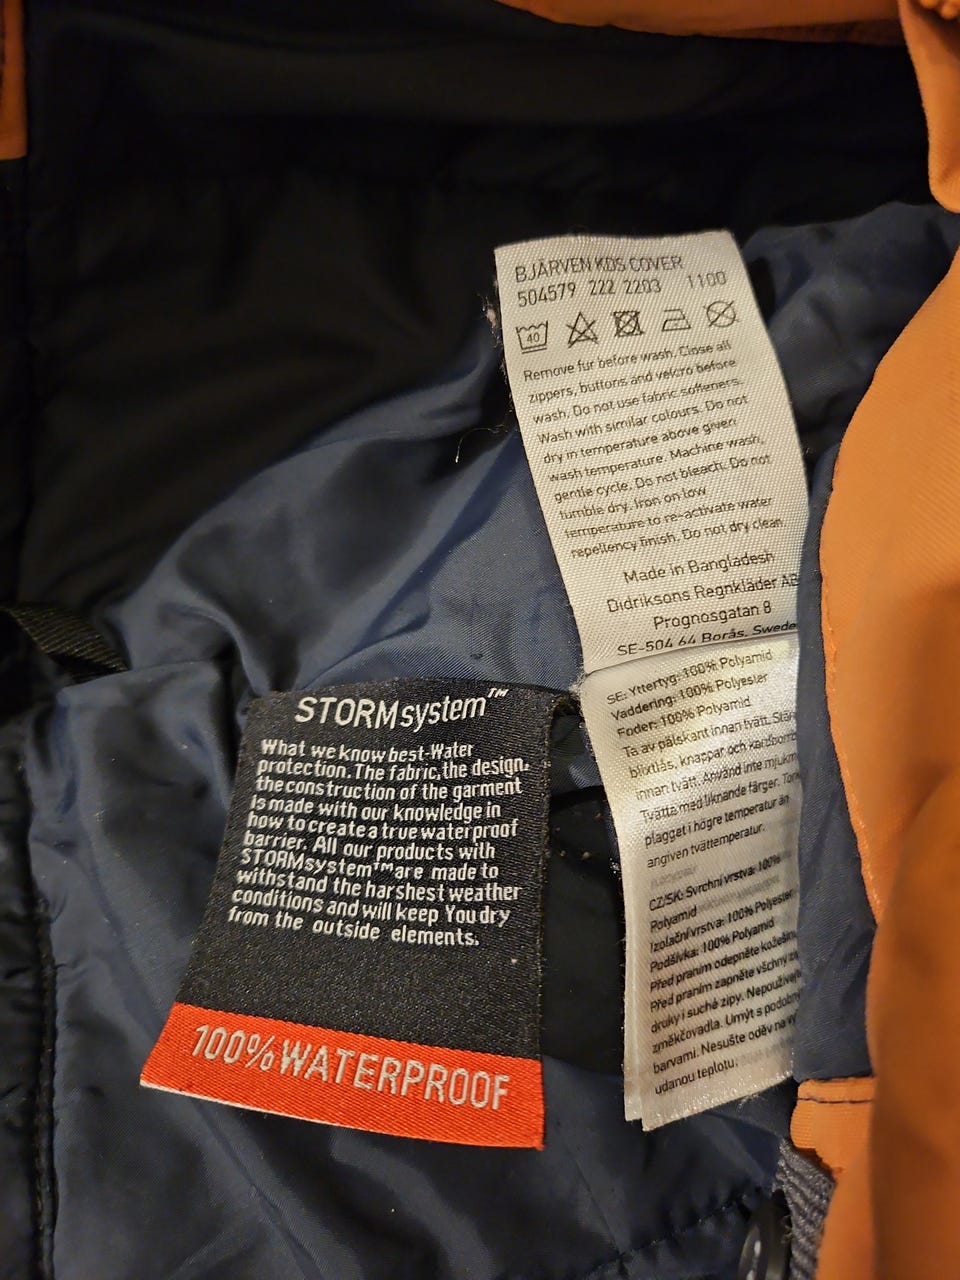 BJÄRVEN KDS COVER
504579 222 2203 1100
40
Remove fur before wash. Close all
zippers, buttons and velcro before
wash. Do not use fabric softeners.
Wash with similar colours. Do not
dry in temperature above given
wash temperature. Machine wash,
gentle cycle. Do not bleach. Do not
tumble dry. Iron on low
temperature to re-activate water
repellency finish. Do not dry clean.
Made in Bangladesh
Didriksons Regnkläder AB
Prognosgatan 8
SE-504 64 Borås, Swede
SE: Yttertyg: 100% Polyamid
Vaddering: 100% Polyester
Foder: 100% Polyamid
Ta av pälskant innan tvätt. Stän
blixtlås, knappar och kardborr
innan tvätt. Använd inte mjukm
Tvätta med liknande färger. Tork
plagget i högre temperatur än
angiven tvättemperatur.
CZ/SK: Svrchní vrstva: 100%
Polyamid
Izolační vrstva: 100% Polyester
Podšívka: 100% Polyamid
Před praním odepněte kožešin
Před praním zapněte všechny zi
druky i suché zipy. Nepoužívej
změkčovadla. Umýt s podobný
barvami. Nesušte oděv na vy
udanou teplotu.
STORMsystem™
What we know best-Water
protection. The fabric, the design,
the construction of the garment
is made with our knowledge in
how to create a true waterproof
barrier. All our products with
STORMsystem™are made to
withstand the harshest weather
conditions and will keep You dry
from the outside elements.
100% WATERPROOF